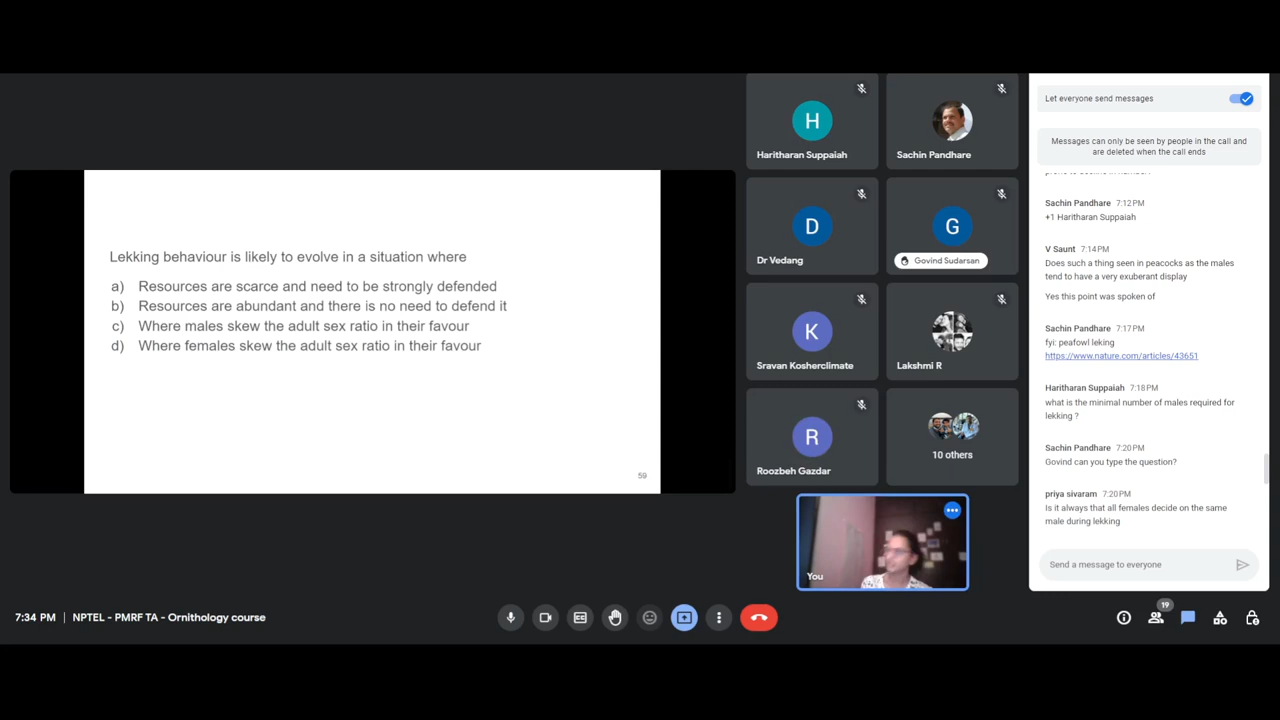 Lekking behaviour is likely to evolve in a situation where
a) Resources are scarce and need to be strongly defended
b) Resources are abundant and there is no need to defend it
c) Where males skew the adult sex ratio in their favour
d) Where females skew the adult sex ratio in their favour
59
H
Haritharan Suppaiah
Sachin Pandhare
D
Dr Vedang
G
Govind Sudarsan
K
Sravan Kosherclimate
Lakshmi R
R
Roozbeh Gazdar
10 others
You
Let everyone send messages
Messages can only be seen by people in the call and
are deleted when the call ends
Sachin Pandhare 7:12 PM
+1 Haritharan Suppaiah
V Saunt 7:14 PM
Does such a thing seen in peacocks as the males
tend to have a very exuberant display
Yes this point was spoken of
Sachin Pandhare 7:17 PM
fyi: peafowl leking
https://www.nature.com/articles/43651
Haritharan Suppaiah 7:18 PM
what is the minimal number of males required for
lekking ?
Sachin Pandhare 7:20 PM
Govind can you type the question?
priya sivaram 7:20 PM
Is it always that all females decide on the same
male during lekking
Send a message to everyone
7:34 PM | NPTEL - PMRF TA - Ornithology course
19